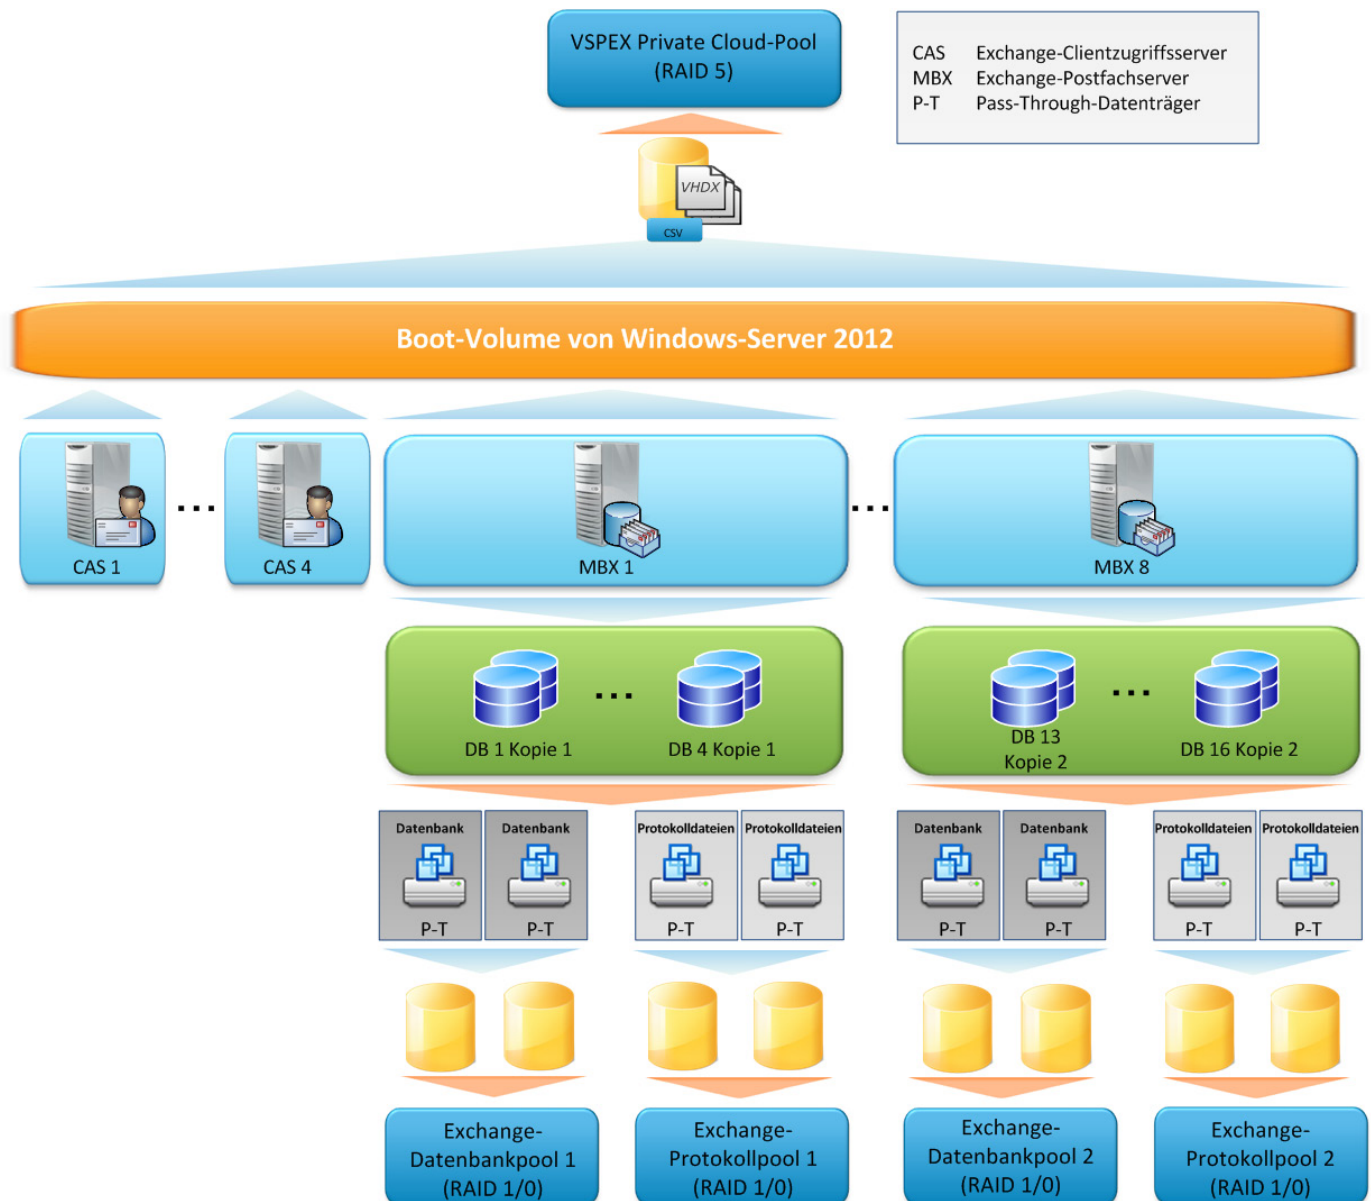 VSPEX Private Cloud-Pool
(RAID 5)
CAS Exchange-Clientzugriffsserver
MBX Exchange-Postfachserver
P-T Pass-Through-Datenträger
VHDX
CSV
Boot-Volume von Windows-Server 2012
CAS 1
...
CAS 4
MBX 1
...
MBX 8
DB 1 Kopie 1
...
DB 4 Kopie 1
DB 13
Kopie 2
...
DB 16 Kopie 2
Datenbank
P-T
Datenbank
P-T
Protokolldateien
P-T
Protokolldateien
P-T
Datenbank
P-T
Datenbank
P-T
Protokolldateien
P-T
Protokolldateien
P-T
Exchange-
Datenbankpool 1
(RAID 1/0)
Exchange-
Protokollpool 1
(RAID 1/0)
Exchange-
Datenbankpool 2
(RAID 1/0)
Exchange-
Protokollpool 2
(RAID 1/0)